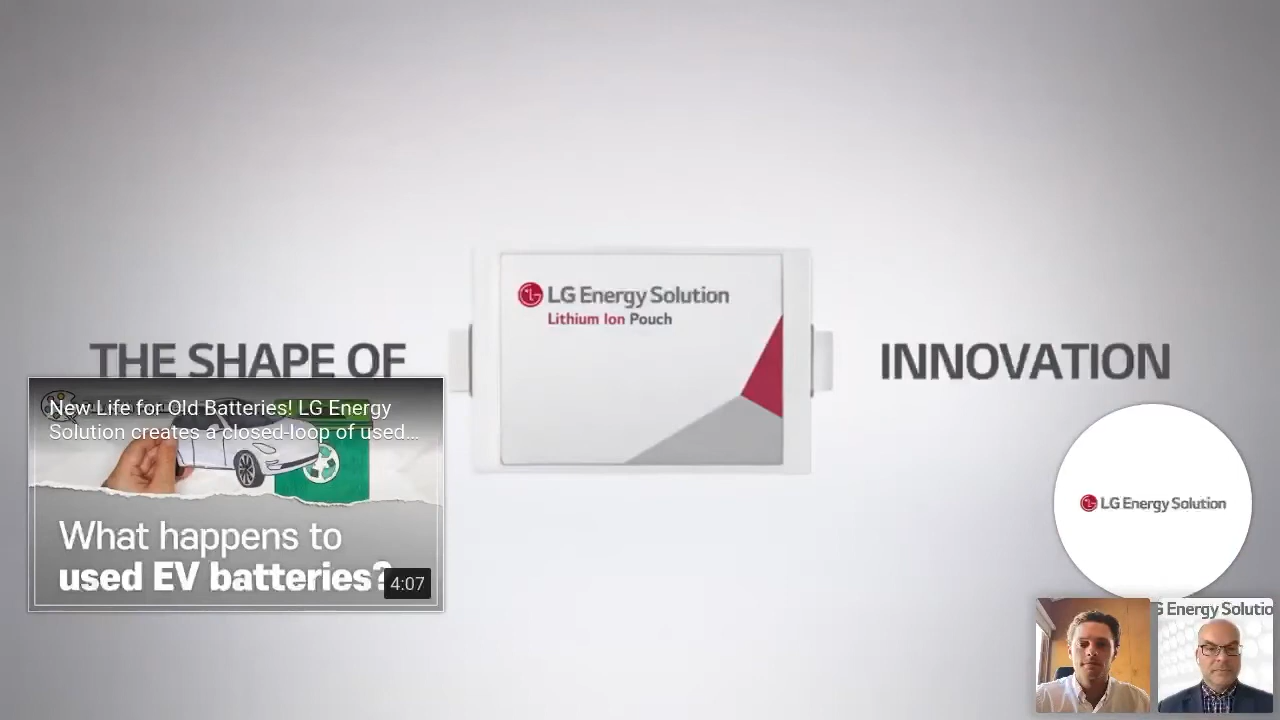 LG Energy Solution
Lithium Ion Pouch
THE SHAPE OF
INNOVATION
New Life for Old Batteries! LG Energy
Solution creates a closed-loop of used...
What happens to
used EV batteries?
4:07
LG Energy Solution
G Energy Solutio